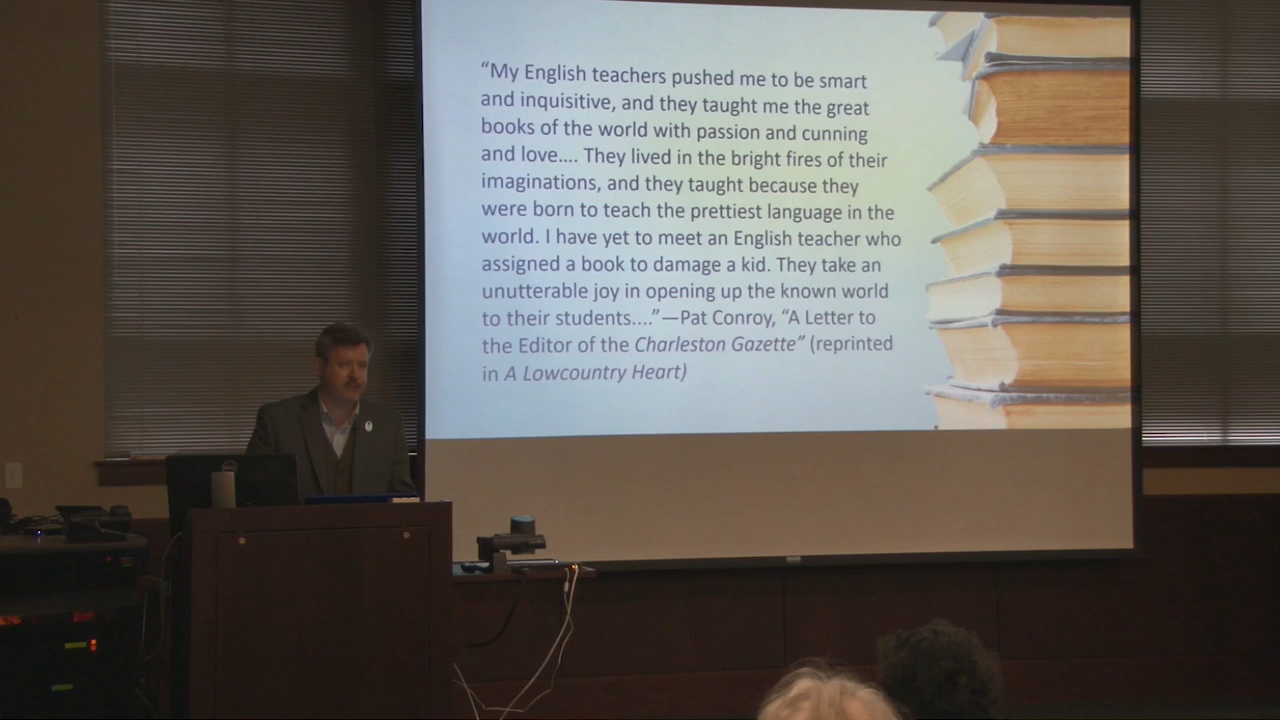 “My English teachers pushed me to be smart
and inquisitive, and they taught me the great
books of the world with passion and cunning
and love.... They lived in the bright fires of their
imaginations, and they taught because they
were born to teach the prettiest language in the
world. I have yet to meet an English teacher who
assigned a book to damage a kid. They take an
unutterable joy in opening up the known world
to their students....”—Pat Conroy, “A Letter to
the Editor of the Charleston Gazette” (reprinted
in A Lowcountry Heart)